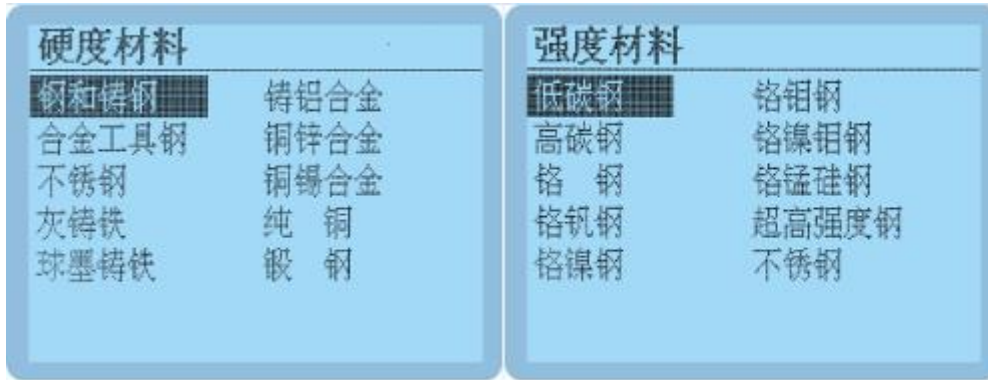 硬度材料
钢和铸钢 铸铝合金
合金工具钢 铜锌合金
不锈钢 铜锡合金
灰铸铁 纯 铜
球墨铸铁 锻 钢
强度材料
低碳钢 铬钼钢
高碳钢 铬镍钼钢
铬 钢 铬锰硅钢
铬钒钢 超高强度钢
铬镍钢 不锈钢